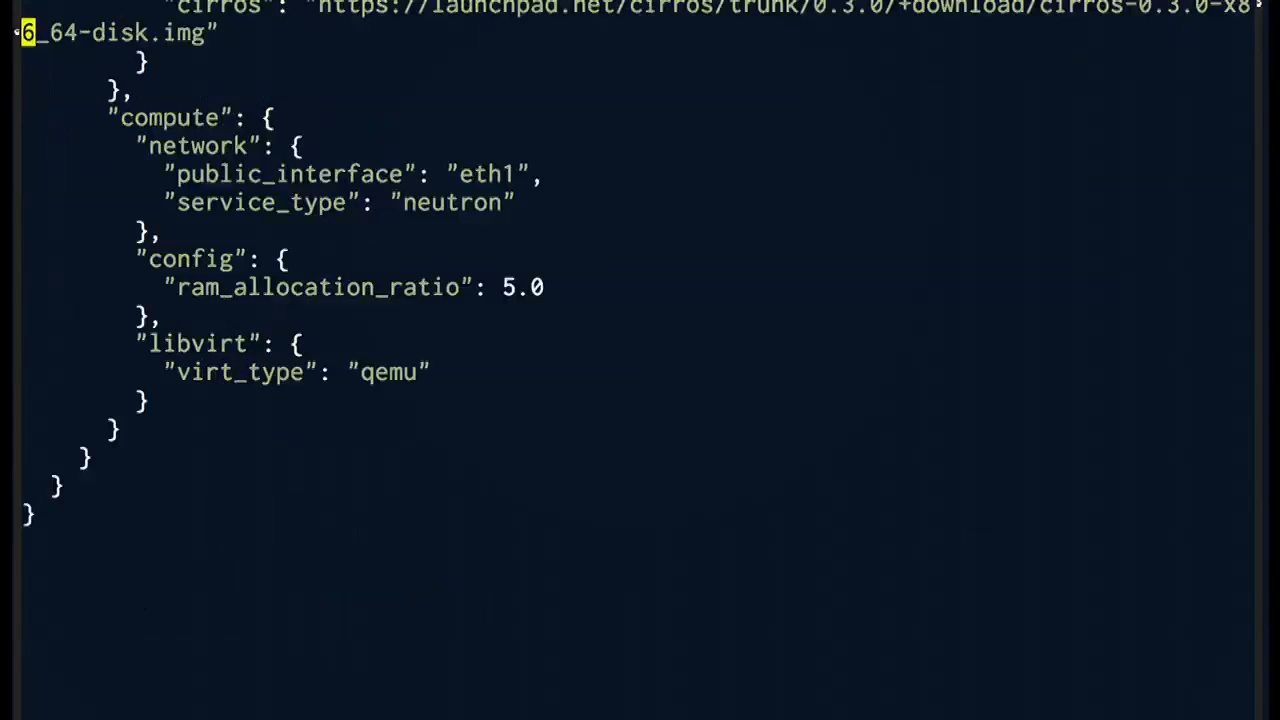 "cirros": "https://launchpad.net/cirros/trunk/0.3.0/+download/cirros-0.3.0-x8
6_64-disk.img"
}
},
"compute": {
"network": {
"public_interface": "eth1",
"service_type": "neutron"
},
"config": {
"ram_allocation_ratio": 5.0
},
"libvirt": {
"virt_type": "qemu"
}
}
}
}
}